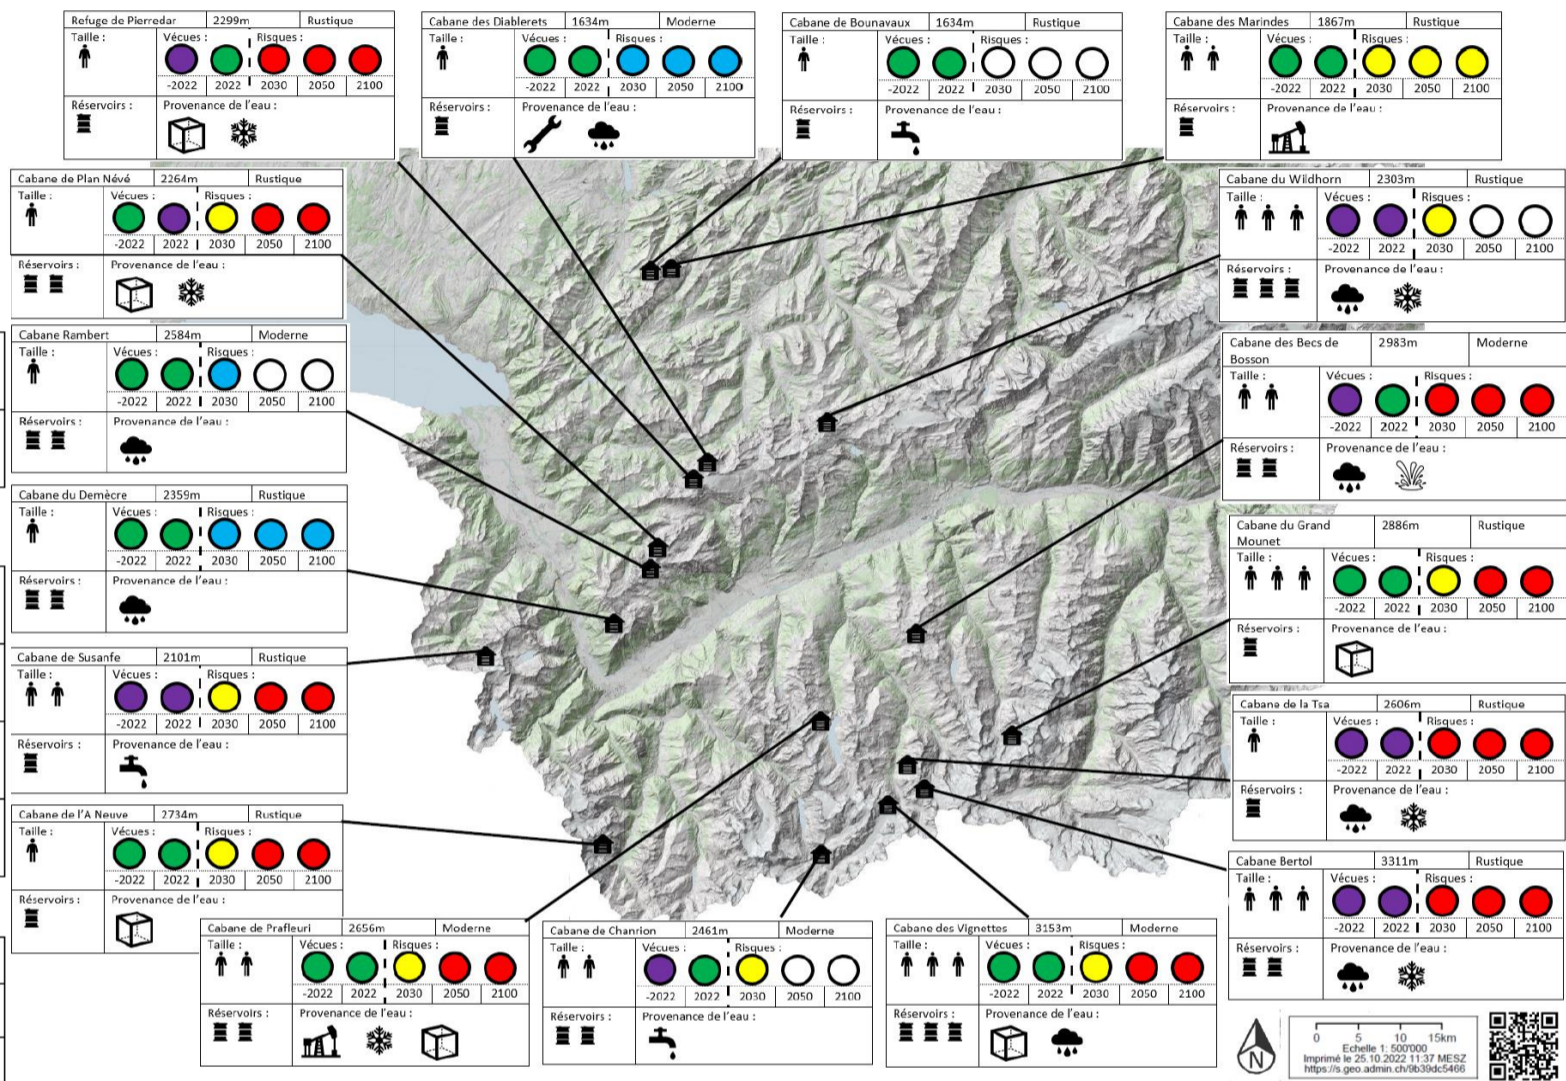 Refuge de Pierredar 2299m Rustique
Taille : Vécues : Risques :
-2022 2022 2030 2050 2100
Réservoirs : Provenance de l'eau :
Cabane des Diablerets 1634m Moderne
Taille : Vécues : Risques :
-2022 2022 2030 2050 2100
Réservoirs : Provenance de l'eau :
Cabane de Bounavaux 1634m Rustique
Taille : Vécues : Risques :
-2022 2022 2030 2050 2100
Réservoirs : Provenance de l'eau :
Cabane des Marindes 1867m Rustique
Taille : Vécues : Risques :
-2022 2022 2030 2050 2100
Réservoirs : Provenance de l'eau :
Cabane de Plan Névé 2264m Rustique
Taille : Vécues : Risques :
-2022 2022 2030 2050 2100
Réservoirs : Provenance de l'eau :
Cabane du Wildhorn 2303m Rustique
Taille : Vécues : Risques :
-2022 2022 2030 2050 2100
Réservoirs : Provenance de l'eau :
Cabane Rambert 2584m Moderne
Taille : Vécues : Risques :
-2022 2022 2030 2050 2100
Réservoirs : Provenance de l'eau :
Cabane des Becs de 2983m Moderne
Bosson
Taille : Vécues : Risques :
-2022 2022 2030 2050 2100
Réservoirs : Provenance de l'eau :
Cabane du Demècre 2359m Rustique
Taille : Vécues : Risques :
-2022 2022 2030 2050 2100
Réservoirs : Provenance de l'eau :
Cabane du Grand 2886m Rustique
Mounet
Taille : Vécues : Risques :
-2022 2022 2030 2050 2100
Réservoirs : Provenance de l'eau :
Cabane de Susanfe 2101m Rustique
Taille : Vécues : Risques :
-2022 2022 2030 2050 2100
Réservoirs : Provenance de l'eau :
Cabane de la Tsa 2606m Rustique
Taille : Vécues : Risques :
-2022 2022 2030 2050 2100
Réservoirs : Provenance de l'eau :
Cabane de l'A Neuve 2734m Rustique
Taille : Vécues : Risques :
-2022 2022 2030 2050 2100
Réservoirs : Provenance de l'eau :
Cabane Bertol 3311m Rustique
Taille : Vécues : Risques :
-2022 2022 2030 2050 2100
Réservoirs : Provenance de l'eau :
Cabane de Prafleuri 2656m Moderne
Taille : Vécues : Risques :
-2022 2022 2030 2050 2100
Réservoirs : Provenance de l'eau :
Cabane de Chanrion 2461m Moderne
Taille : Vécues : Risques :
-2022 2022 2030 2050 2100
Réservoirs : Provenance de l'eau :
Cabane des Vignettes 3153m Moderne
Taille : Vécues : Risques :
-2022 2022 2030 2050 2100
Réservoirs : Provenance de l'eau :
N
0 5 10 15km
Echelle 1: 500'000
Imprimé le 25.10.2022 11:37 MESZ
https://s.geo.admin.ch/9b39dc5466